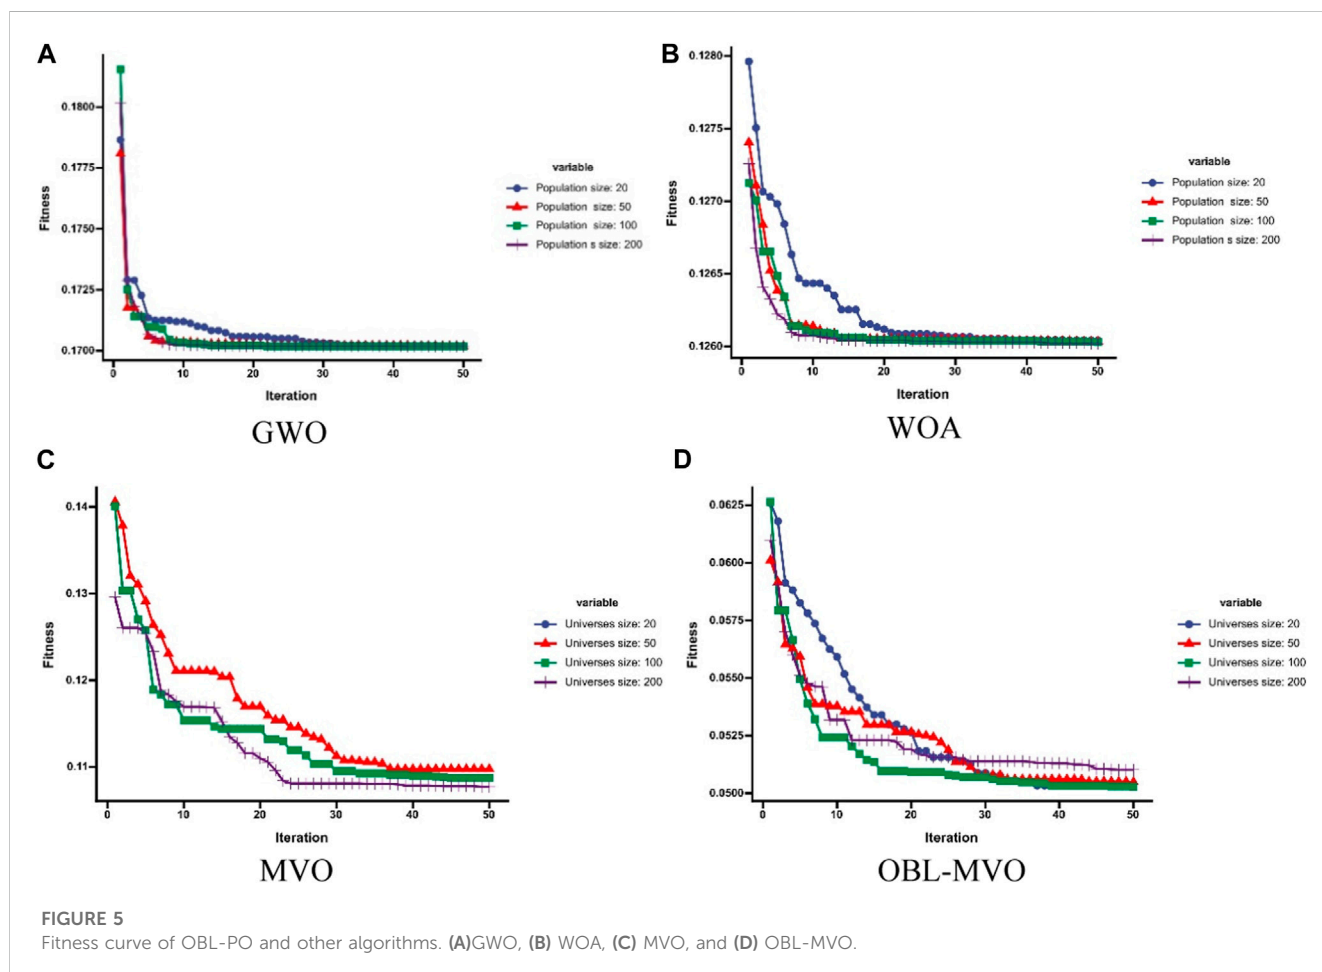 A
0.1800
0.1775
0.1750
0.1725
0.1700
Fitness
0 10 20 30 40 50
Iteration
variable
Population size: 20
Population size: 50
Population size: 100
Population s size: 200
GWO
B
0.1280
0.1275
0.1270
0.1265
0.1260
Fitness
0 10 20 30 40 50
Iteration
variable
Population size: 20
Population size: 50
Population size: 100
Population s size: 200
WOA
C
0.14
0.13
0.12
0.11
Fitness
0 10 20 30 40 50
Iteration
variable
Universes size: 20
Universes size: 50
Universes size: 100
Universes size: 200
MVO
D
0.0625
0.0600
0.0575
0.0550
0.0525
0.0500
Fitness
0 10 20 30 40 50
Iteration
variable
Universes size: 20
Universes size: 50
Universes size: 100
Universes size: 200
OBL-MVO
FIGURE 5
Fitness curve of OBL-PO and other algorithms. (A)GWO, (B) WOA, (C) MVO, and (D) OBL-MVO.